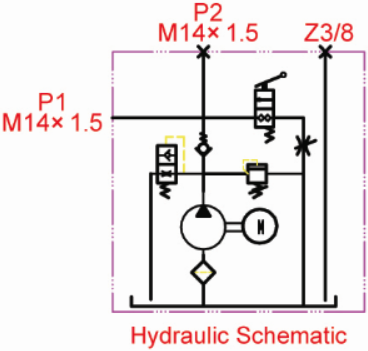 P2
M14× 1.5
Z3/8
P1
M14× 1.5
M
Hydraulic Schematic